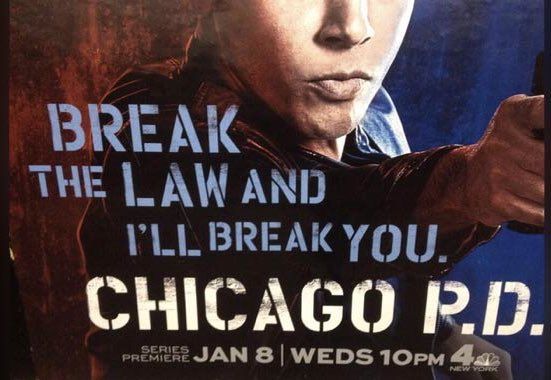 BREAK
THE LAW AND
I'LL BREAK YOU.
CHICAGO P.D.
SERIES PREMIERE JAN 8 | WEDS 10PM 4
NEW YORK